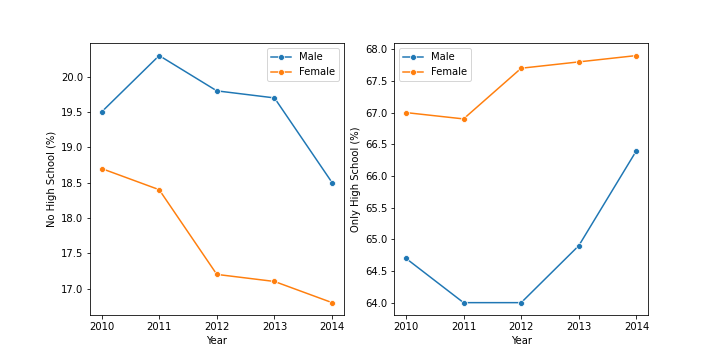 No High School (%)
20.0
19.5
19.0
18.5
18.0
17.5
17.0
Male
Female
2010 2011 2012 2013 2014
Year
Only High School (%)
68.0
67.5
67.0
66.5
66.0
65.5
65.0
64.5
64.0
Male
Female
2010 2011 2012 2013 2014
Year